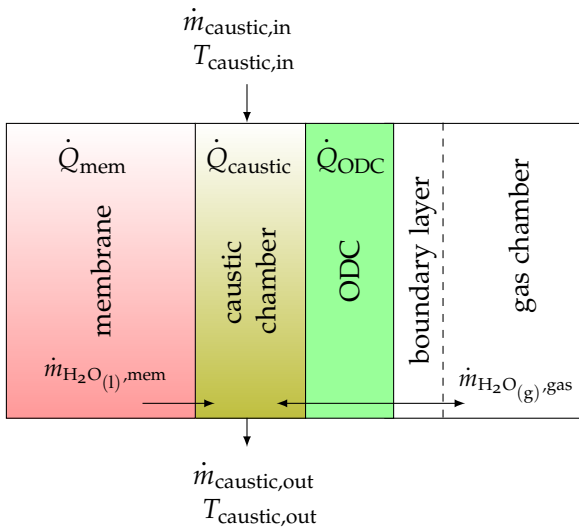 ṁcaustic,in
Tcaustic,in
Q̇mem
Q̇caustic
Q̇ODC
membrane
caustic
chamber
ODC
boundary layer
gas chamber
ṁH₂O(l),mem
ṁH₂O(g),gas
ṁcaustic,out
Tcaustic,out